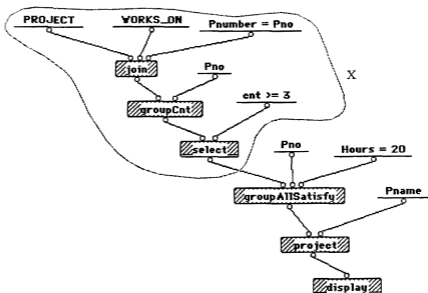 PROJECT WORKS_ON Pnumber = Pno
join Pno X
groupCnt cnt >= 3
select Pno Hours = 20
groupAllSatisfy Pname
project
display